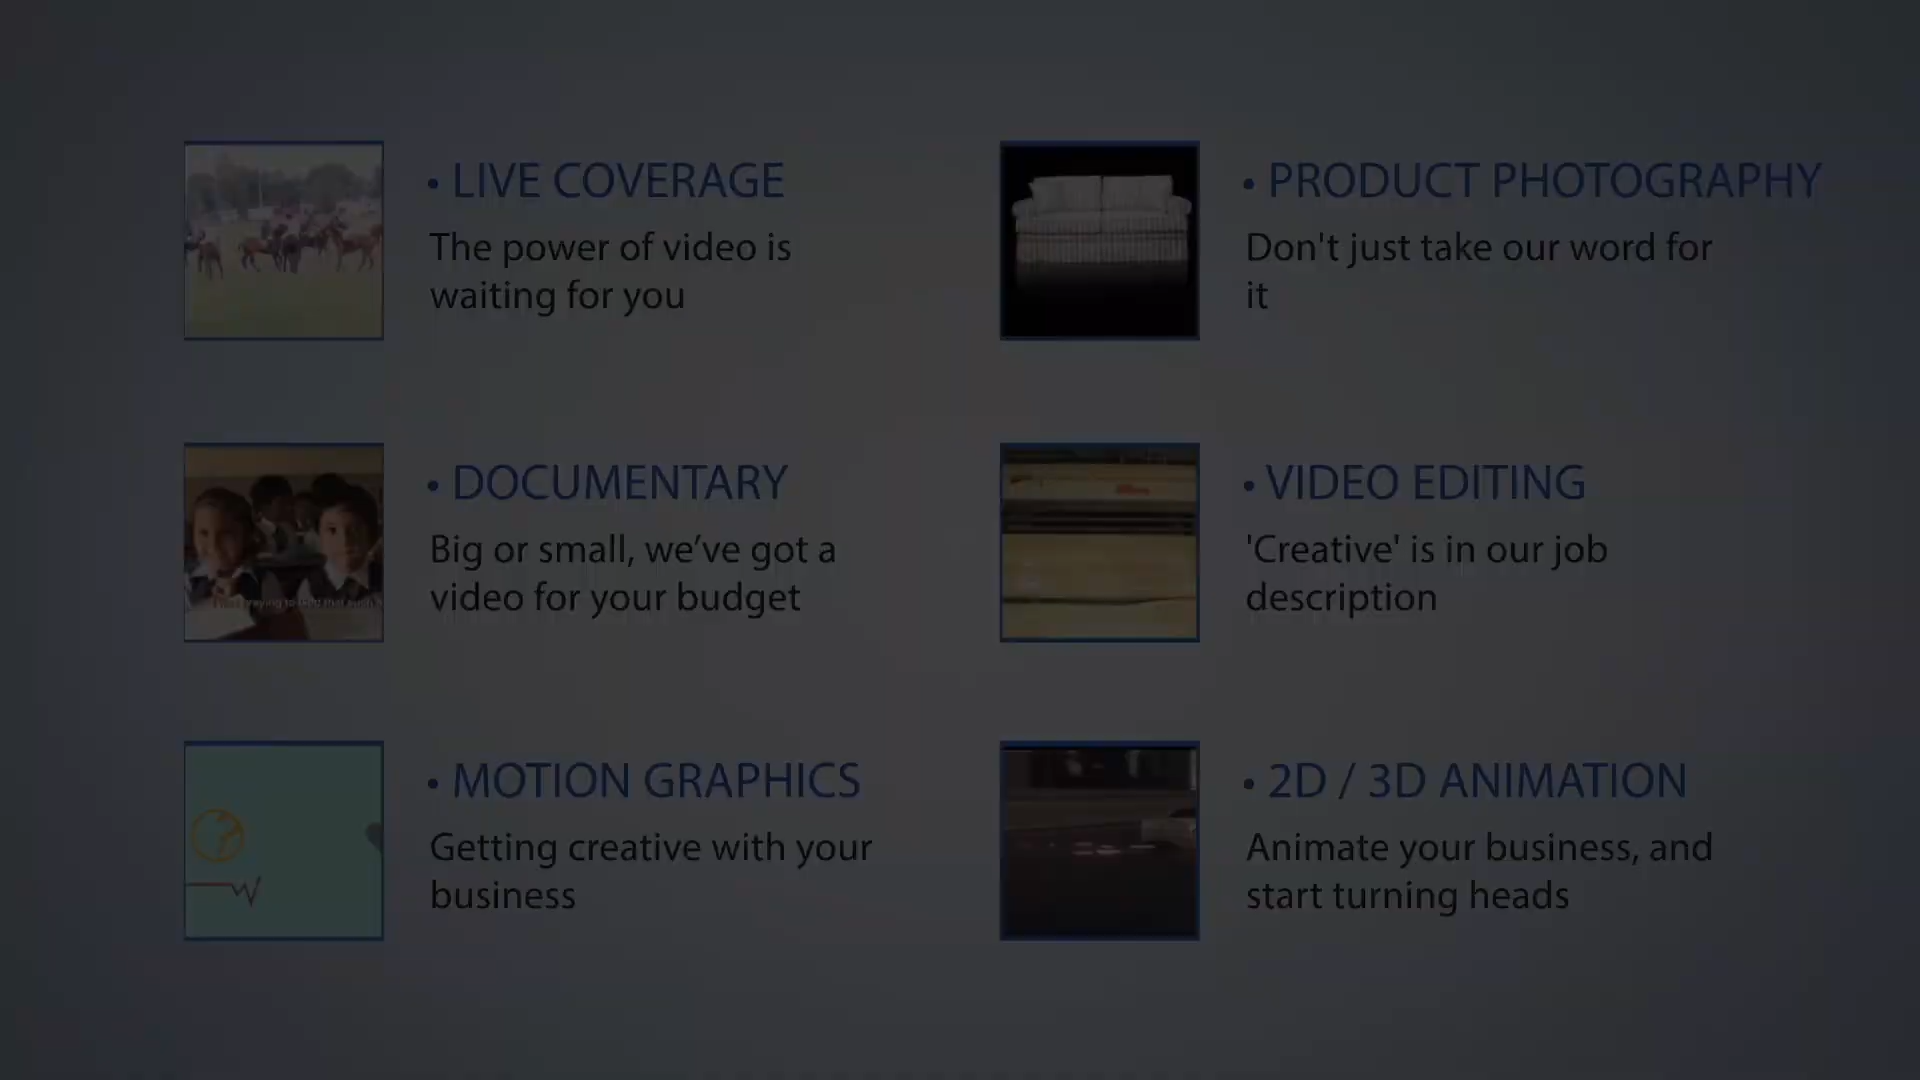 • LIVE COVERAGE
The power of video is
waiting for you
• PRODUCT PHOTOGRAPHY
Don't just take our word for
it
• DOCUMENTARY
Big or small, we’ve got a
video for your budget
• VIDEO EDITING
'Creative' is in our job
description
• MOTION GRAPHICS
Getting creative with your
business
• 2D / 3D ANIMATION
Animate your business, and
start turning heads